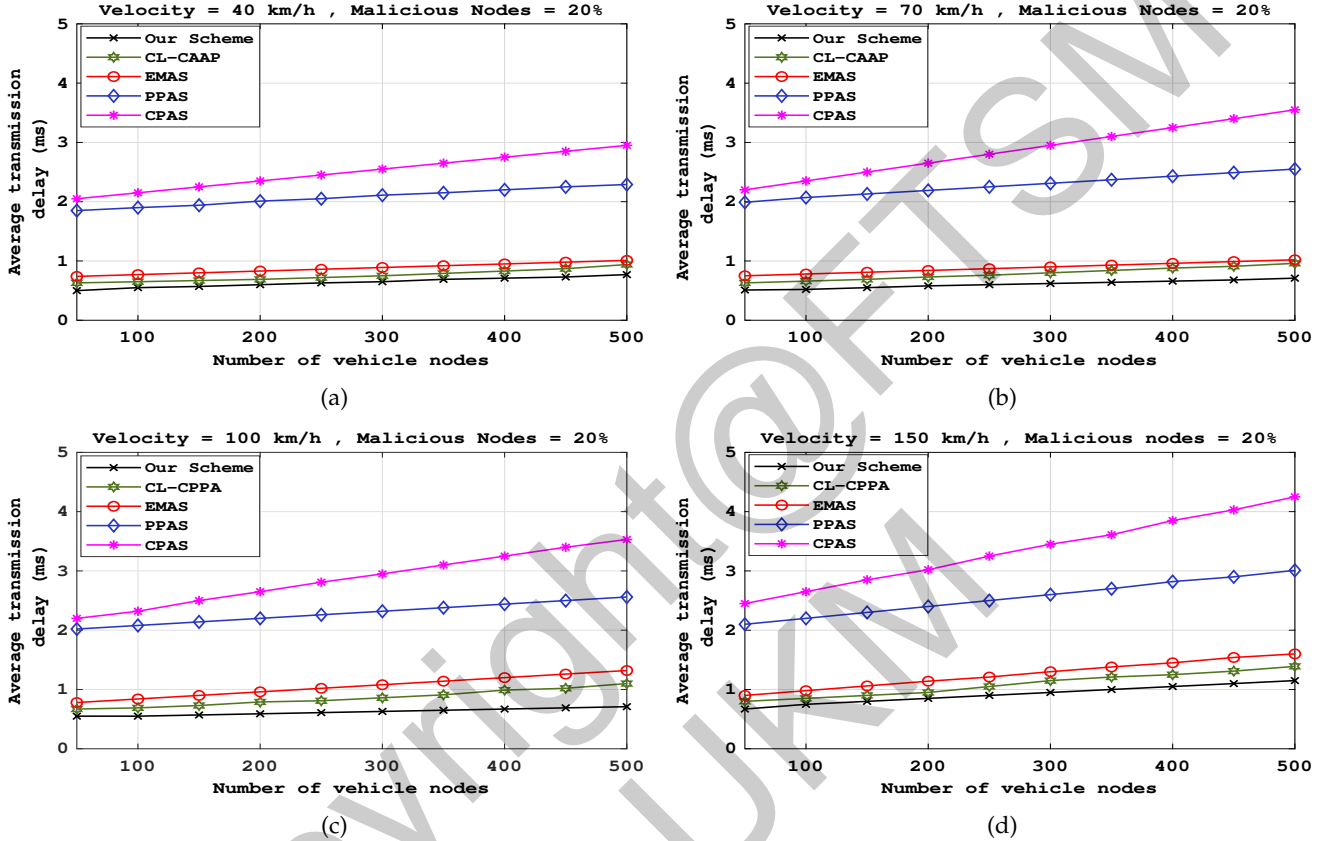 Velocity = 40 km/h , Malicious Nodes = 20%
5
4
3
2
1
0
Average transmission
delay (ms)
Our Scheme
CL-CAAP
EMAS
PPAS
CPAS
100 200 300 400 500
Number of vehicle nodes
(a)
Velocity = 70 km/h , Malicious Nodes = 20%
5
4
3
2
1
0
Average transmission
delay (ms)
Our Scheme
CL-CAAP
EMAS
PPAS
CPAS
100 200 300 400 500
Number of vehicle nodes
(b)
Velocity = 100 km/h , Malicious Nodes = 20%
5
4
3
2
1
0
Average transmission
delay (ms)
Our Scheme
CL-CPPA
EMAS
PPAS
CPAS
100 200 300 400 500
Number of vehicle nodes
(c)
Velocity = 150 km/h , Malicious nodes = 20%
5
4
3
2
1
0
Average transmission
delay (ms)
Our Scheme
CL-CPPA
EMAS
PPAS
CPAS
100 200 300 400 500
Number of vehicle nodes
(d)
pyright@FTSM
UKM